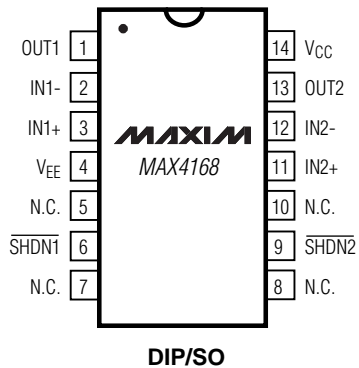 OUT1 1 14 VCC
IN1- 2 13 OUT2
IN1+ 3 MAXIM 12 IN2-
VEE 4 MAX4168 11 IN2+
N.C. 5 10 N.C.
SHDN1 6 9 SHDN2
N.C. 7 8 N.C.
DIP/SO